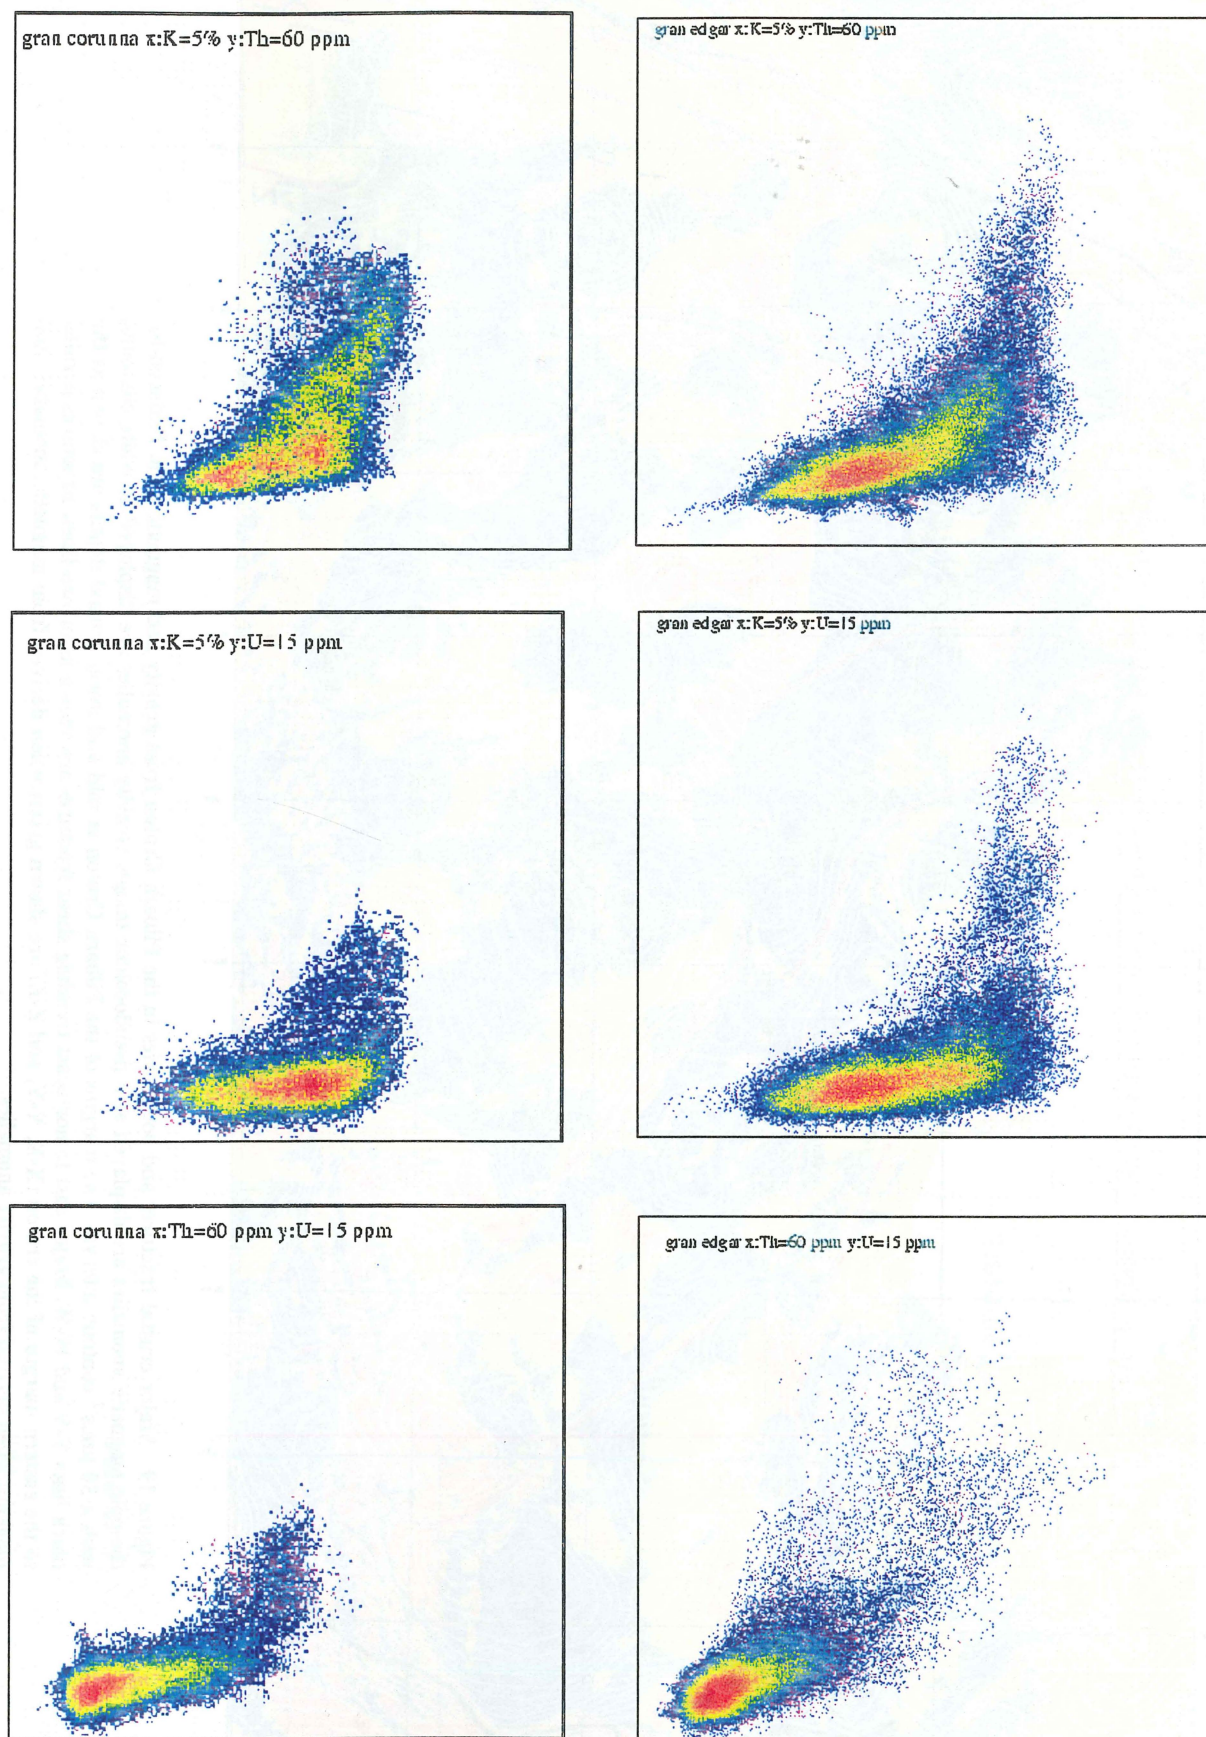 gran corunna x:K=5% y:Th=60 ppm
gran edgar x:K=5% y:Th=60 ppm
gran corunna x:K=5% y:U=15 ppm
gran edgar x:K=5% y:U=15 ppm
gran corunna x:Th=60 ppm y:U=15 ppm
gran edgar x:Th=60 ppm y:U=15 ppm